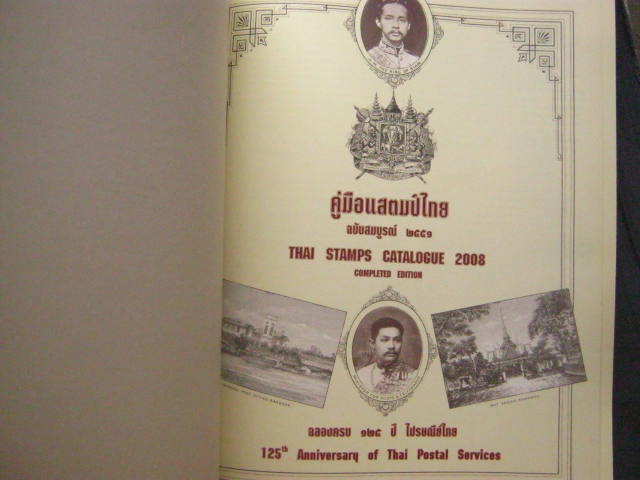 คู่มือแสตมป์ไทย
ฉบับสมบูรณ์ ๒๕๕๑
THAI STAMPS CATALOGUE 2008
COMPLETED EDITION
ฉลองครบ ๑๒๕ ปี ไปรษณีย์ไทย
125th Anniversary of Thai Postal Services